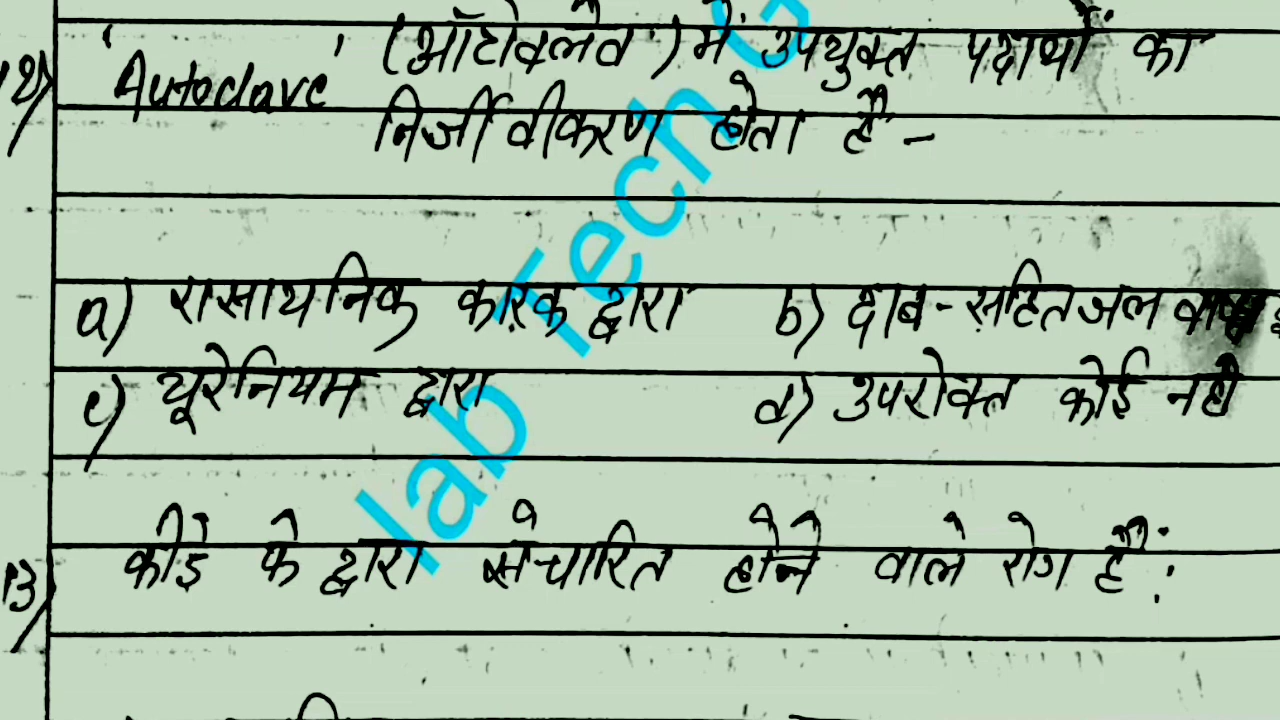 12) 'Autoclave' (ऑटोक्लैव) में उपयुक्त पदार्थों का
निर्जीवीकरण होता है -
a) रासायनिक कारक द्वारा b) दाब-सहित जल वाष्प
c) यूरेनियम द्वारा d) उपरोक्त कोई नही
13) कीड़े के द्वारा संचारित होने वाले रोग हैं :
lab Tech